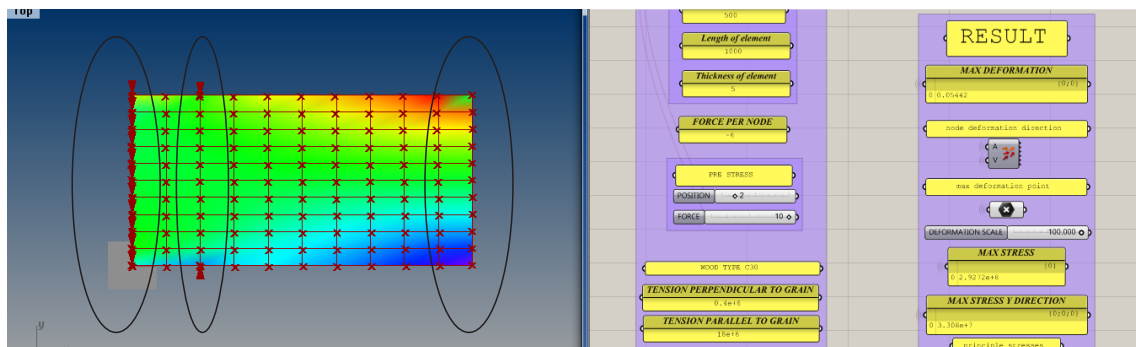 Top
y
500
Length of element
1000
Thickness of element
5
FORCE PER NODE
-6
PRE STRESS
POSITION ◇ 2
FORCE 10 ◇
WOOD TYPE C30
TENSION PERPENDICULAR TO GRAIN
0.4e+6
TENSION PARALLEL TO GRAIN
18e+6
RESULT
MAX DEFORMATION
{0;0}
0 0.05442
node deformation direction
A
V
max deformation point
DEFORMATION SCALE 100.000
MAX STRESS
{0}
0 2.9272e+8
MAX STRESS Y DIRECTION
{0;0;0}
0 3.308e+7
principle stresses